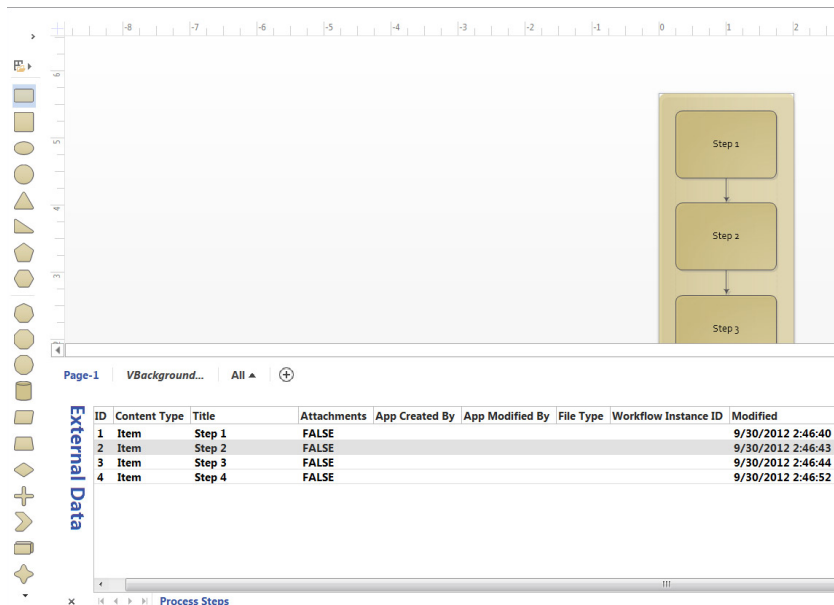 -8 -7 -6 -5 -4 -3 -2 -1 0 1 2
6
5
4
3
Step 1
Step 2
Step 3
Page-1 VBackground... All
External Data
ID Content Type Title Attachments App Created By App Modified By File Type Workflow Instance ID Modified
1 Item Step 1 FALSE 9/30/2012 2:46:40
2 Item Step 2 FALSE 9/30/2012 2:46:43
3 Item Step 3 FALSE 9/30/2012 2:46:44
4 Item Step 4 FALSE 9/30/2012 2:46:52
Process Steps